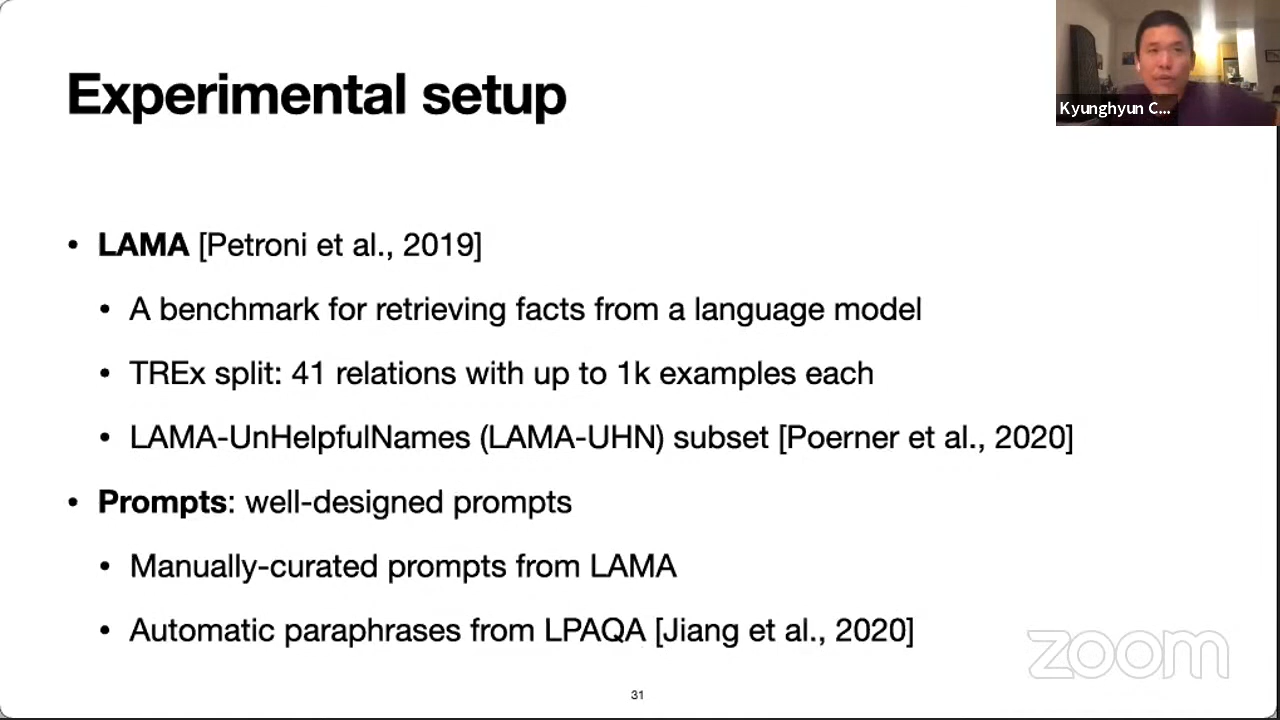 Experimental setup
Kyunghyun C...
• LAMA [Petroni et al., 2019]
• A benchmark for retrieving facts from a language model
• TREx split: 41 relations with up to 1k examples each
• LAMA-UnHelpfulNames (LAMA-UHN) subset [Poerner et al., 2020]
• Prompts: well-designed prompts
• Manually-curated prompts from LAMA
• Automatic paraphrases from LPAQA [Jiang et al., 2020]
zoom
31